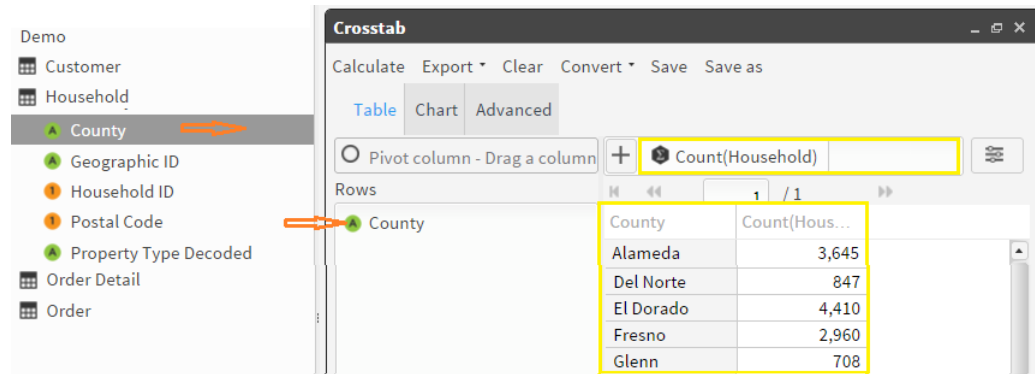 Demo
Customer
Household
County
Geographic ID
Household ID
Postal Code
Property Type Decoded
Order Detail
Order
Crosstab
Calculate Export Clear Convert Save Save as
Table Chart Advanced
Pivot column - Drag a column + Count(Household)
Rows 1 / 1
County
County Count(Hous...
Alameda 3,645
Del Norte 847
El Dorado 4,410
Fresno 2,960
Glenn 708